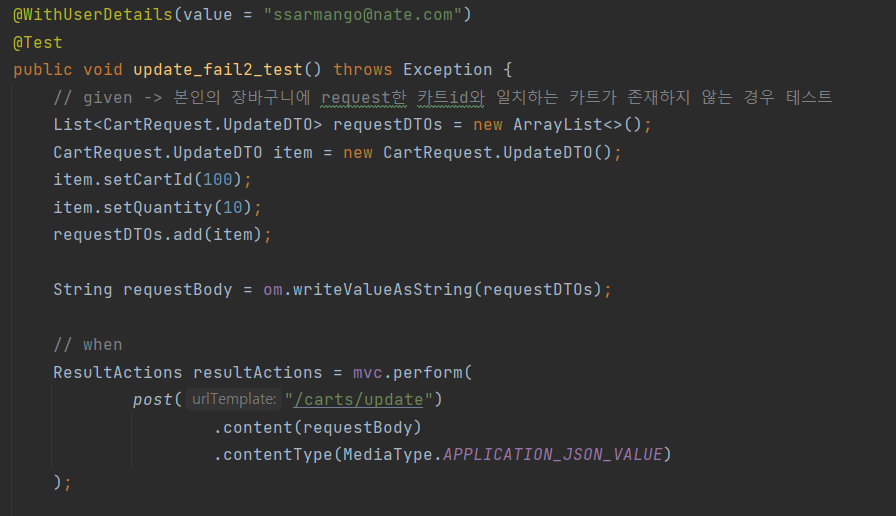 @WithUserDetails(value = "ssarmango@nate.com")
@Test
public void update_fail2_test() throws Exception {
// given -> 본인의 장바구니에 request한 카트id와 일치하는 카트가 존재하지 않는 경우 테스트
List<CartRequest.UpdateDTO> requestDTOs = new ArrayList<>();
CartRequest.UpdateDTO item = new CartRequest.UpdateDTO();
item.setCartId(100);
item.setQuantity(10);
requestDTOs.add(item);
String requestBody = om.writeValueAsString(requestDTOs);
// when
ResultActions resultActions = mvc.perform(
post( urlTemplate: "/carts/update")
.content(requestBody)
.contentType(MediaType.APPLICATION_JSON_VALUE)
);